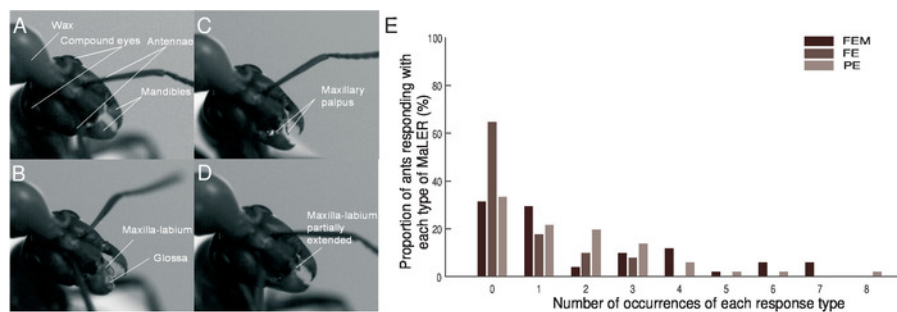 A
Wax
Compound eyes
Antennae
Mandibles
C
Maxillary
palpus
B
Maxilla-labium
Glossa
D
Maxilla-labium
partially
extended
E
Proportion of ants responding with
each type of MaLER (%)
100
80
60
40
20
0
FEM
FE
PE
0 1 2 3 4 5 6 7 8
Number of occurrences of each response type